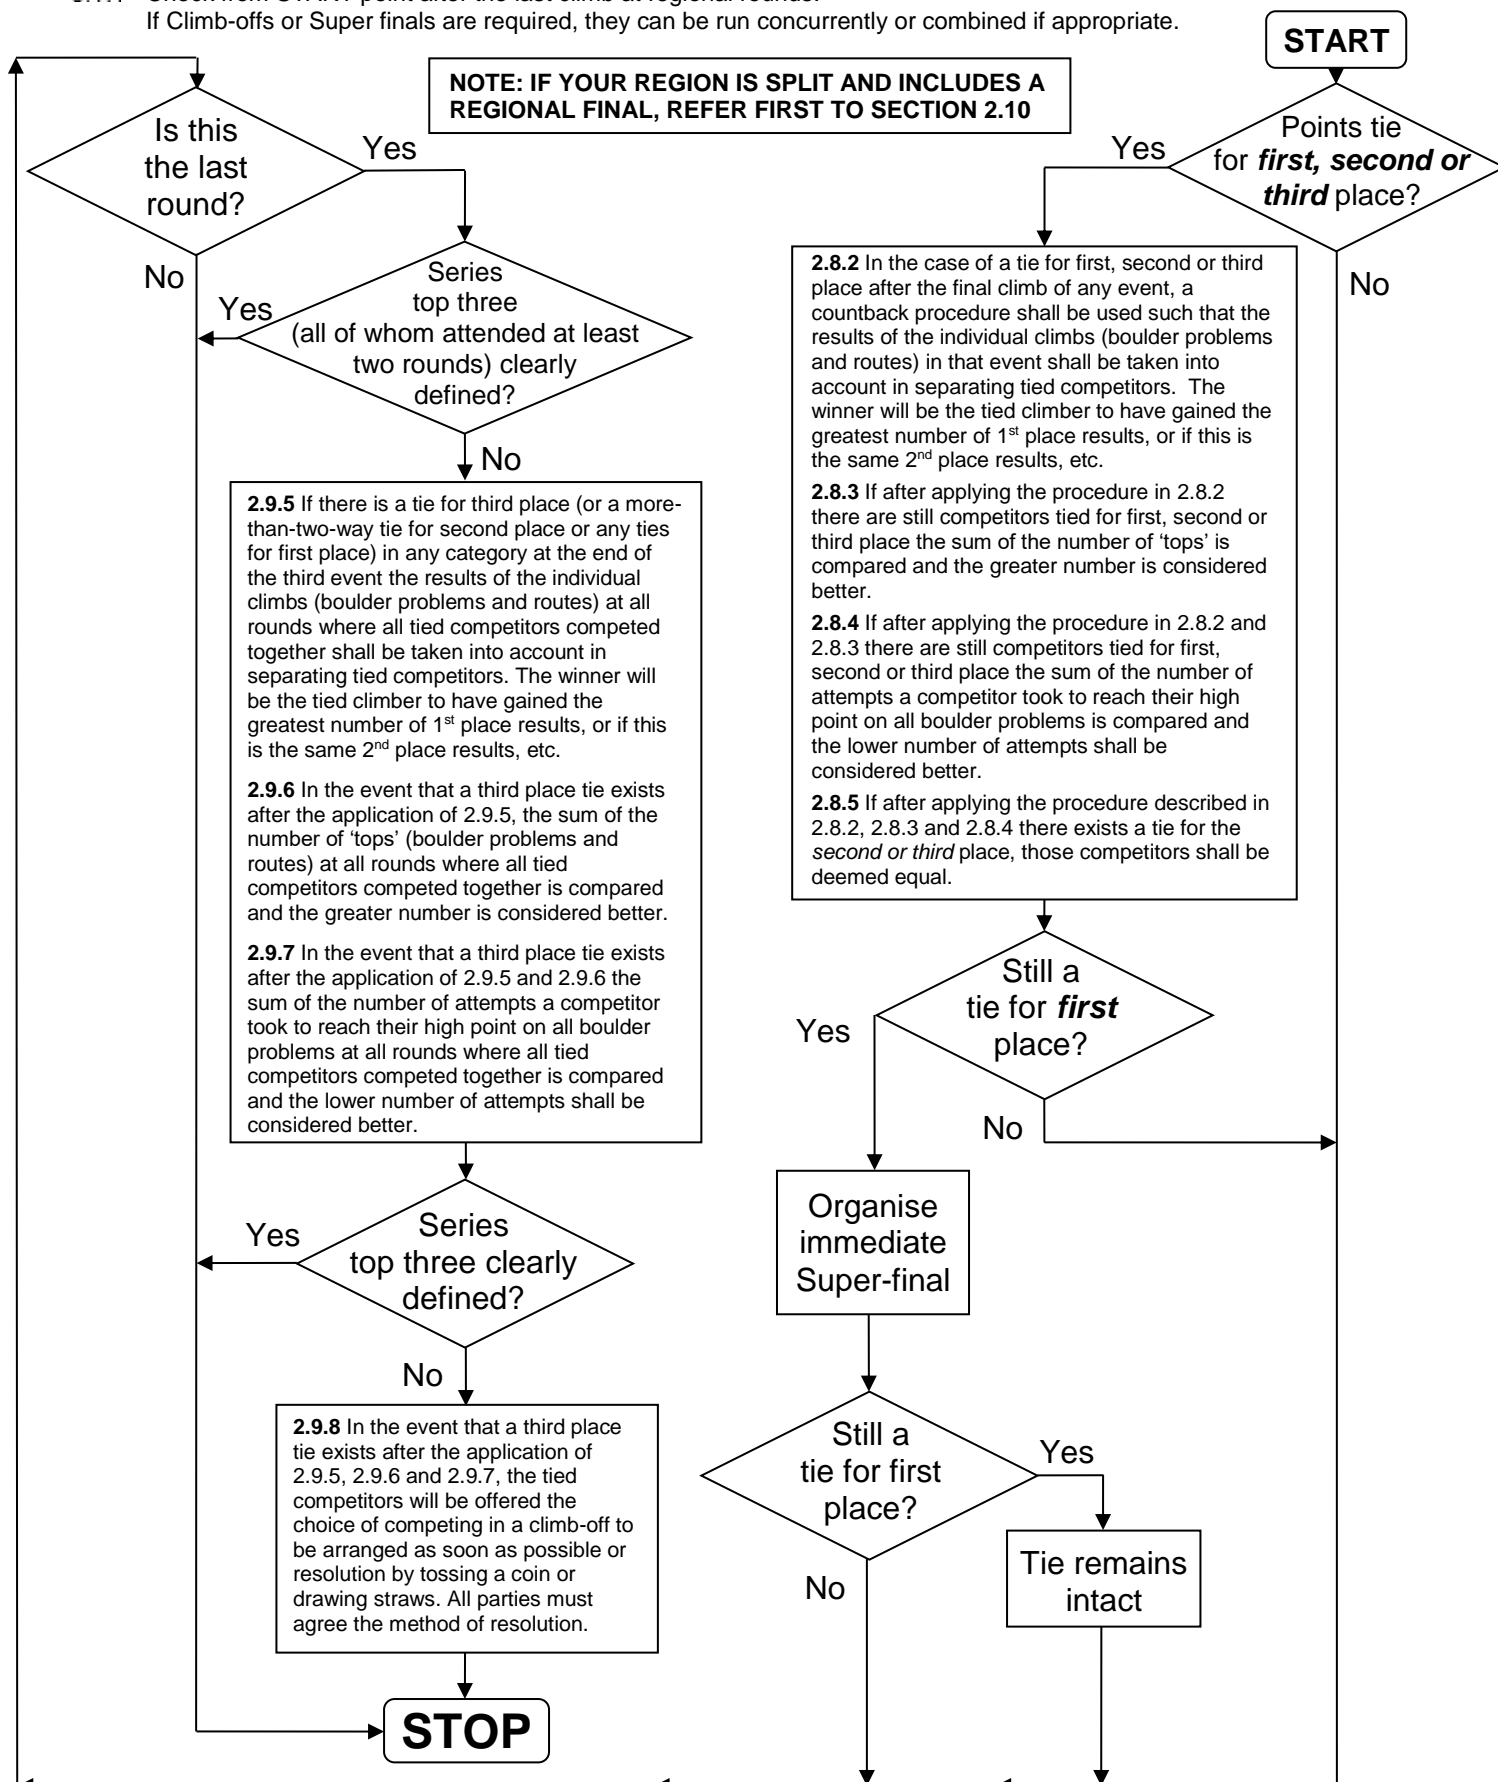 If Climb-offs or Super finals are required, they can be run concurrently or combined if appropriate.
START
NOTE: IF YOUR REGION IS SPLIT AND INCLUDES A
REGIONAL FINAL, REFER FIRST TO SECTION 2.10
Points tie
for first, second or
third place?
Yes
No
2.8.2 In the case of a tie for first, second or third
place after the final climb of any event, a
countback procedure shall be used such that the
results of the individual climbs (boulder problems
and routes) in that event shall be taken into
account in separating tied competitors. The
winner will be the tied climber to have gained the
greatest number of 1st place results, or if this is
the same 2nd place results, etc.
2.8.3 If after applying the procedure in 2.8.2
there are still competitors tied for first, second or
third place the sum of the number of ‘tops’ is
compared and the greater number is considered
better.
2.8.4 If after applying the procedure in 2.8.2 and
2.8.3 there are still competitors tied for first,
second or third place the sum of the number of
attempts a competitor took to reach their high
point on all boulder problems is compared and
the lower number of attempts shall be
considered better.
2.8.5 If after applying the procedure described in
2.8.2, 2.8.3 and 2.8.4 there exists a tie for the
second or third place, those competitors shall be
deemed equal.
Still a
tie for first
place?
Yes
No
Organise
immediate
Super-final
Still a
tie for first
place?
Yes
No
Tie remains
intact
Is this
the last
round?
Yes
No
Series
top three
(all of whom attended at least
two rounds) clearly
defined?
Yes
No
2.9.5 If there is a tie for third place (or a more-
than-two-way tie for second place or any ties
for first place) in any category at the end of
the third event the results of the individual
climbs (boulder problems and routes) at all
rounds where all tied competitors competed
together shall be taken into account in
separating tied competitors. The winner will
be the tied climber to have gained the
greatest number of 1st place results, or if this
is the same 2nd place results, etc.
2.9.6 In the event that a third place tie exists
after the application of 2.9.5, the sum of the
number of ‘tops’ (boulder problems and
routes) at all rounds where all tied
competitors competed together is compared
and the greater number is considered better.
2.9.7 In the event that a third place tie exists
after the application of 2.9.5 and 2.9.6 the
sum of the number of attempts a competitor
took to reach their high point on all boulder
problems at all rounds where all tied
competitors competed together is compared
and the lower number of attempts shall be
considered better.
Series
top three clearly
defined?
Yes
No
2.9.8 In the event that a third place
tie exists after the application of
2.9.5, 2.9.6 and 2.9.7, the tied
competitors will be offered the
choice of competing in a climb-off to
be arranged as soon as possible or
resolution by tossing a coin or
drawing straws. All parties must
agree the method of resolution.
STOP